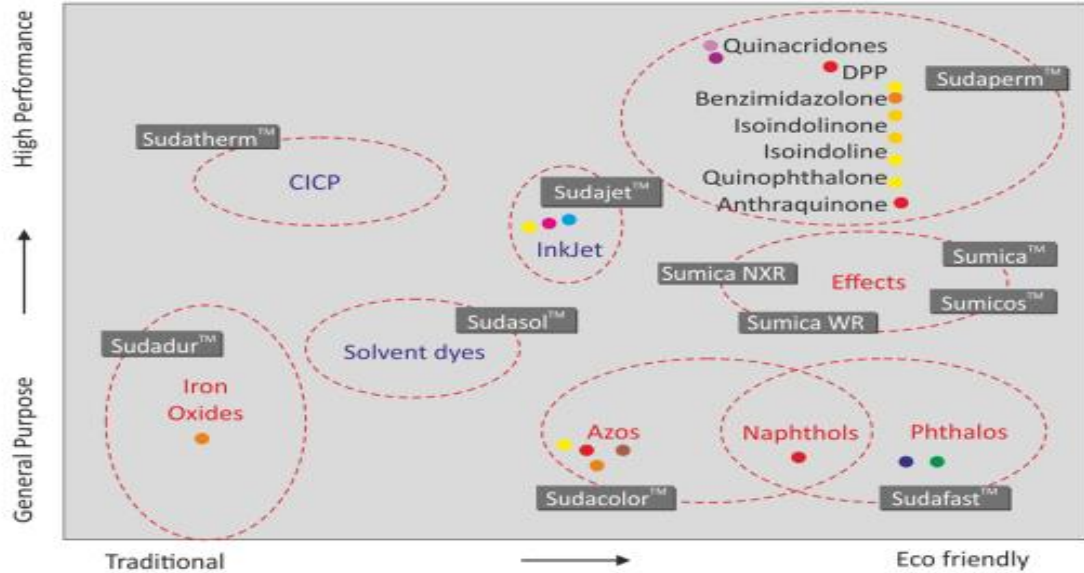 High Performance
General Purpose
Quinacridones
DPP
Sudaperm™
Benzimidazolone
Isoindolinone
Isoindoline
Quinophthalone
Anthraquinone
Sudatherm™
CICP
Sudajet™
InkJet
Sumica™
Sumica NXR
Effects
Sumicos™
Sumica WR
Sudasol™
Solvent dyes
Sudadur™
Iron
Oxides
Azos
Naphthols
Phthalos
Sudacolor™
Sudafast™
Traditional
Eco friendly